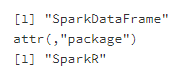 [1] "SparkDataFrame"
attr(,"package")
[1] "SparkR"